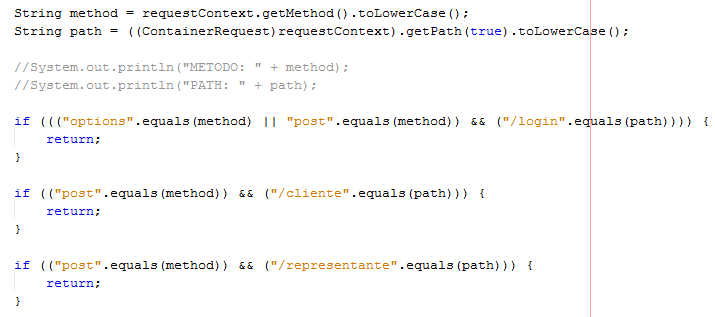 String method = requestContext.getMethod().toLowerCase();
String path = ((ContainerRequest)requestContext).getPath(true).toLowerCase();
//System.out.println("METODO: " + method);
//System.out.println("PATH: " + path);
if ((("options".equals(method) || "post".equals(method)) && ("/login".equals(path)))) {
return;
}
if (("post".equals(method)) && ("/cliente".equals(path))) {
return;
}
if (("post".equals(method)) && ("/representante".equals(path))) {
return;
}